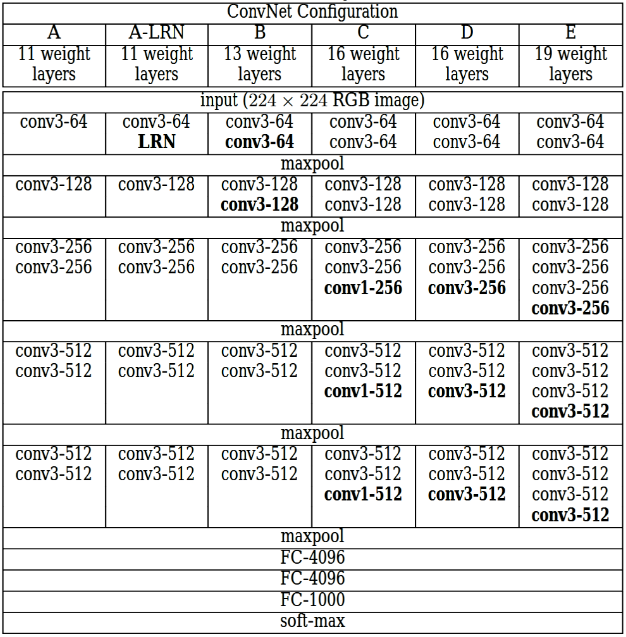 ConvNet Configuration
A A-LRN B C D E
11 weight 11 weight 13 weight 16 weight 16 weight 19 weight
layers layers layers layers layers layers
input (224 × 224 RGB image)
conv3-64 conv3-64 conv3-64 conv3-64 conv3-64 conv3-64
LRN conv3-64 conv3-64 conv3-64 conv3-64
maxpool
conv3-128 conv3-128 conv3-128 conv3-128 conv3-128 conv3-128
conv3-128 conv3-128 conv3-128 conv3-128
maxpool
conv3-256 conv3-256 conv3-256 conv3-256 conv3-256 conv3-256
conv3-256 conv3-256 conv3-256 conv3-256 conv3-256 conv3-256
conv1-256 conv3-256 conv3-256
conv3-256
maxpool
conv3-512 conv3-512 conv3-512 conv3-512 conv3-512 conv3-512
conv3-512 conv3-512 conv3-512 conv3-512 conv3-512 conv3-512
conv1-512 conv3-512 conv3-512
conv3-512
maxpool
conv3-512 conv3-512 conv3-512 conv3-512 conv3-512 conv3-512
conv3-512 conv3-512 conv3-512 conv3-512 conv3-512 conv3-512
conv1-512 conv3-512 conv3-512
conv3-512
maxpool
FC-4096
FC-4096
FC-1000
soft-max